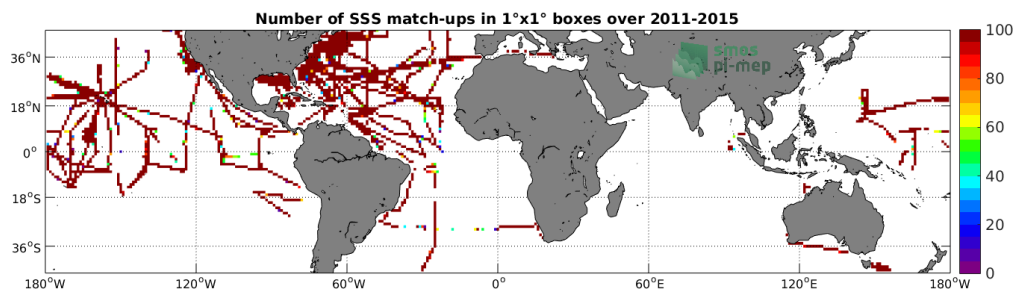 Number of SSS match-ups in 1°x1° boxes over 2011-2015
smos
pi-mep
36°N
18°N
0°
18°S
36°S
180°W
120°W
60°W
0°
60°E
120°E
180°W
100
80
60
40
20
0